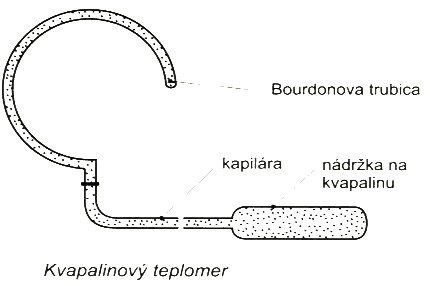 Bourdonova trubica
kapilára
nádržka na
kvapalinu
Kvapalinový teplomer